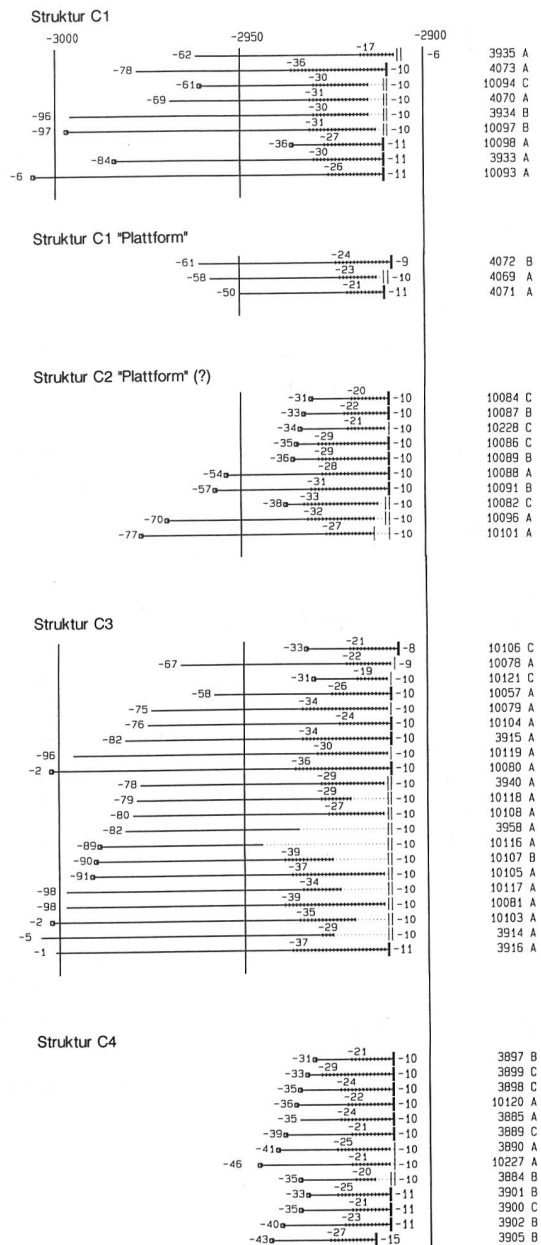 Struktur C1
-3000 -2950 -2900
-62 -17 -6 3935 A
-78 -36 -10 4073 A
-61 -30 -10 10094 C
-69 -31 -10 4070 A
-96 -30 -10 3934 B
-97 -31 -10 10097 B
-36 -27 -11 10098 A
-84 -30 -11 3933 A
-6 -26 -11 10093 A
Struktur C1 "Plattform"
-61 -24 -9 4072 B
-58 -23 -10 4069 A
-50 -21 -11 4071 A
Struktur C2 "Plattform" (?)
-31 -20 -10 10084 C
-33 -22 -10 10087 B
-34 -21 -10 10228 C
-35 -29 -10 10086 C
-36 -29 -10 10089 B
-54 -28 -10 10088 A
-57 -31 -10 10091 B
-38 -33 -10 10082 C
-70 -32 -10 10096 A
-77 -27 -10 10101 A
Struktur C3
-33 -21 -8 10106 C
-67 -22 -9 10078 A
-31 -19 -10 10121 C
-58 -26 -10 10057 A
-75 -34 -10 10079 A
-76 -24 -10 10104 A
-82 -34 -10 3915 A
-96 -30 -10 10119 A
-2 -36 -10 10080 A
-78 -29 -10 3940 A
-79 -29 -10 10118 A
-80 -27 -10 10108 A
-82 -10 3958 A
-89 -10 10116 A
-90 -39 -10 10107 B
-91 -37 -10 10105 A
-98 -34 -10 10117 A
-98 -39 -10 10081 A
-2 -35 -10 10103 A
-5 -29 -10 3914 A
-1 -37 -11 3916 A
Struktur C4
-31 -21 -10 3897 B
-33 -29 -10 3899 C
-35 -24 -10 3898 C
-36 -22 -10 10120 A
-35 -24 -10 3885 A
-39 -21 -10 3889 C
-41 -25 -10 3890 A
-46 -21 -10 10227 A
-35 -20 -10 3884 B
-33 -25 -11 3901 B
-35 -21 -11 3900 C
-40 -23 -11 3902 B
-43 -27 -15 3905 B